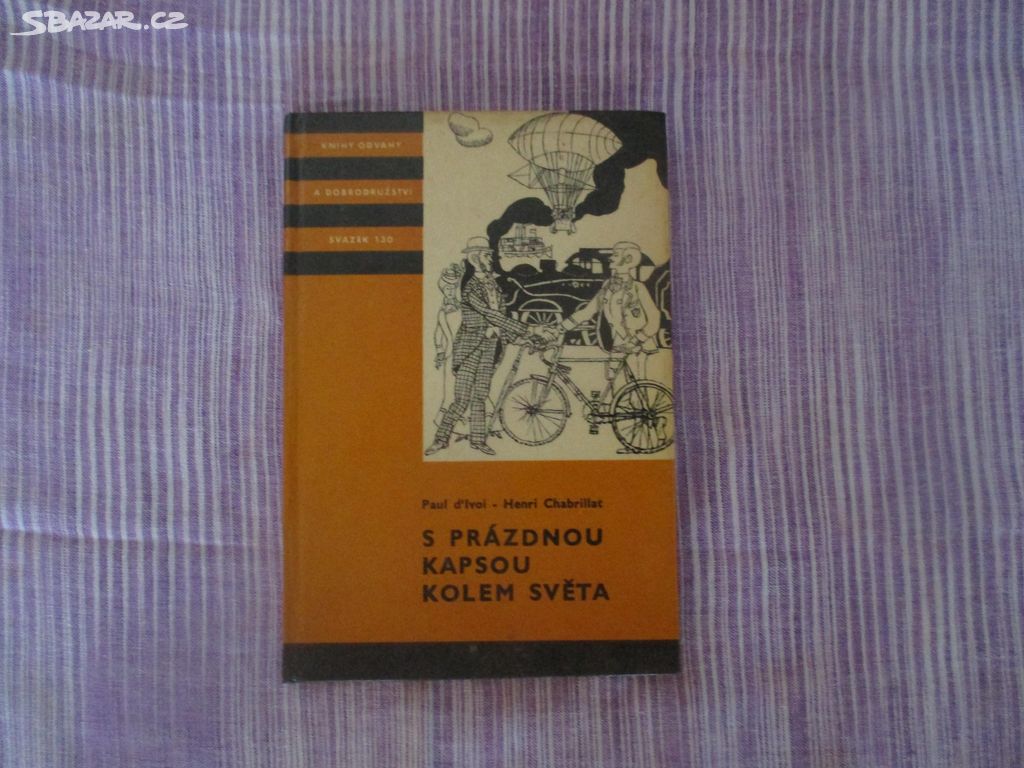 SBAZAR.CZ
KNIHY ODVAHY
A DOBRODRUŽSTVÍ
SVAZEK 130
Paul d'Ivoi - Henri Chabrillat
S PRÁZDNOU
KAPSOU
KOLEM SVĚTA